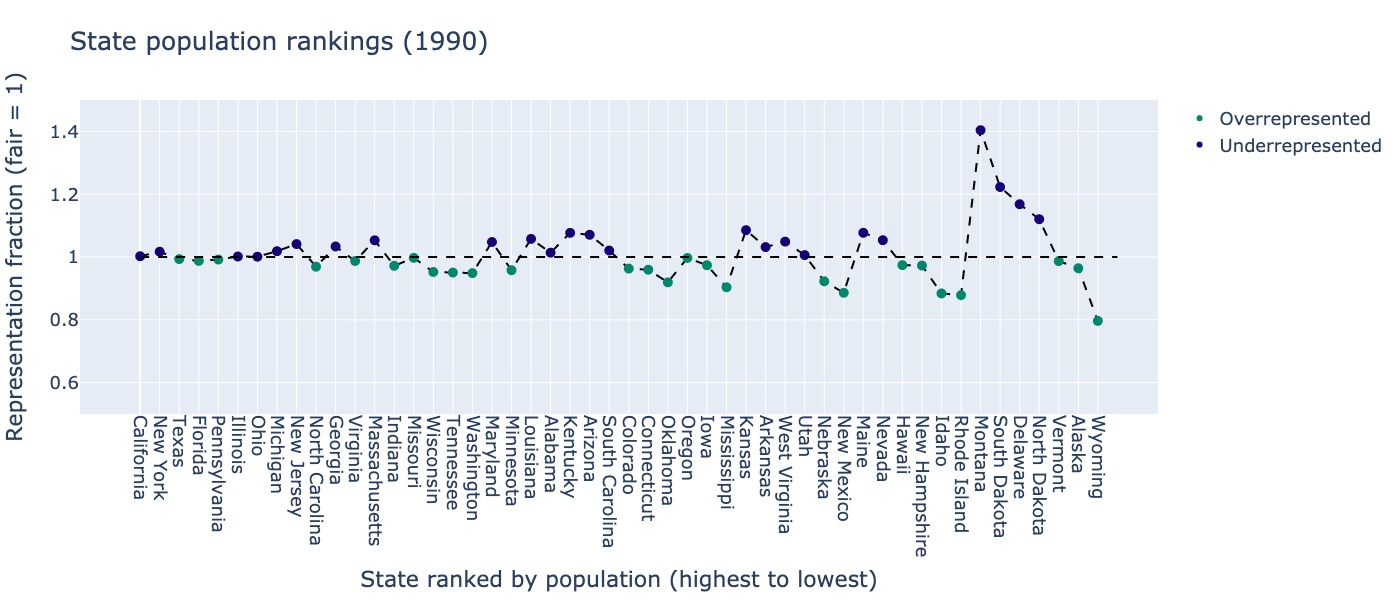 State population rankings (1990)
Representation fraction (fair = 1)
1.4
1.2
1
0.8
0.6
Overrepresented
Underrepresented
California
New York
Texas
Florida
Pennsylvania
Illinois
Ohio
Michigan
New Jersey
North Carolina
Georgia
Virginia
Massachusetts
Indiana
Missouri
Wisconsin
Tennessee
Washington
Maryland
Minnesota
Louisiana
Alabama
Kentucky
Arizona
South Carolina
Colorado
Connecticut
Oklahoma
Oregon
Iowa
Mississippi
Kansas
Arkansas
West Virginia
Utah
Nebraska
New Mexico
Maine
Nevada
Hawaii
New Hampshire
Idaho
Rhode Island
Montana
South Dakota
Delaware
North Dakota
Vermont
Alaska
Wyoming
State ranked by population (highest to lowest)